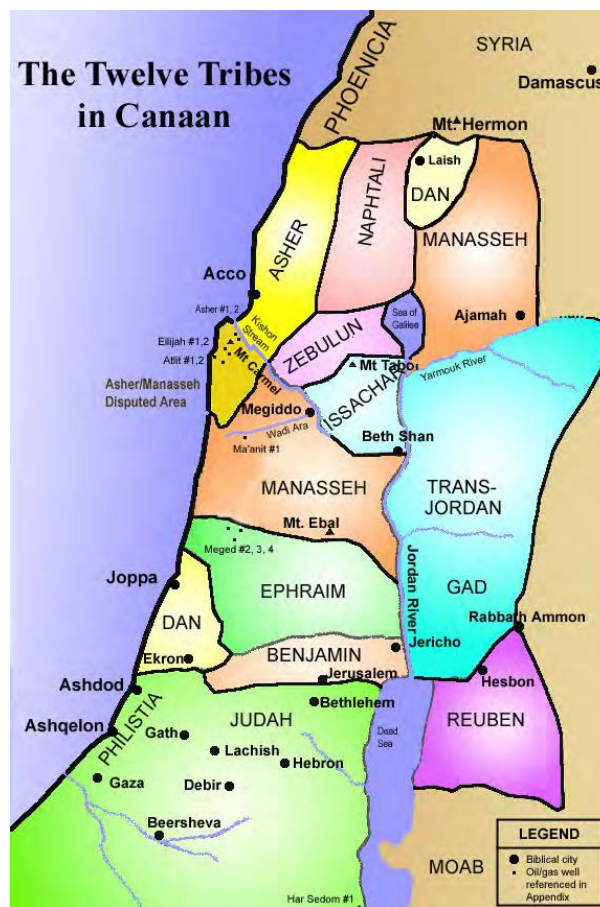 The Twelve Tribes
in Canaan
PHOENICIA
SYRIA
Damascus
Mt. Hermon
Laish
DAN
NAPHTALI
ASHER
MANASSEH
Acco
Asher #1, 2
Kishon
Stream
Sea of
Galilee
Ajamah
ZEBULUN
Eilijah #1,2
Atlit #1,2
Mt Carmel
Mt Tabor
Yarmouk River
Asher/Manasseh
Disputed Area
ISSACHAR
Megiddo
Wadi Ara
Beth Shan
Ma'anit #1
MANASSEH
TRANS-
JORDAN
Mt. Ebal
Meged #2, 3, 4
Jordan River
Joppa
EPHRAIM
GAD
DAN
Rabbath Ammon
Jericho
BENJAMIN
Ekron
Jerusalem
Hesbon
Ashdod
Bethlehem
REUBEN
PHILISTIA
JUDAH
Ashqelon
Gath
Dead
Sea
Lachish
Hebron
Gaza
Debir
Beersheva
MOAB
Har Sedom #1
LEGEND
Biblical city
Oil/gas well
referenced in
Appendix